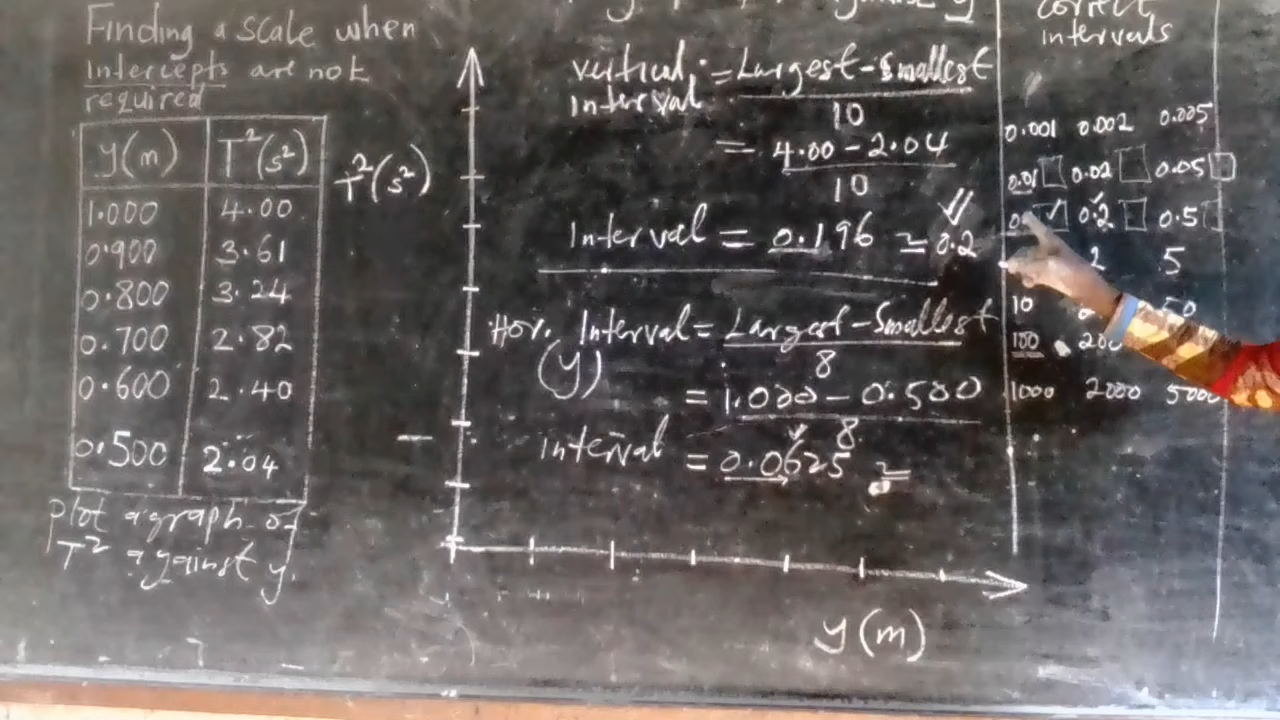 Finding a scale when
intercepts are not
required
y(m) T²(s²)
1.000 4.00
0.900 3.61
0.800 3.24
0.700 2.82
0.600 2.40
0.500 2.04
plot a graph of
T² against y.
T²(s²)
y(m)
vertical interval = Largest-Smallest
10
= 4.00 - 2.04
10
Interval = 0.196 = 0.2
Hor. Interval = Largest-Smallest
(y) 8
= 1.000 - 0.500
8
interval = 0.0625 =
correct
intervals
0.001 0.002 0.005
0.01 0.02 0.05
0.2 0.5
2 5
10 50
100
1000 2000 5000